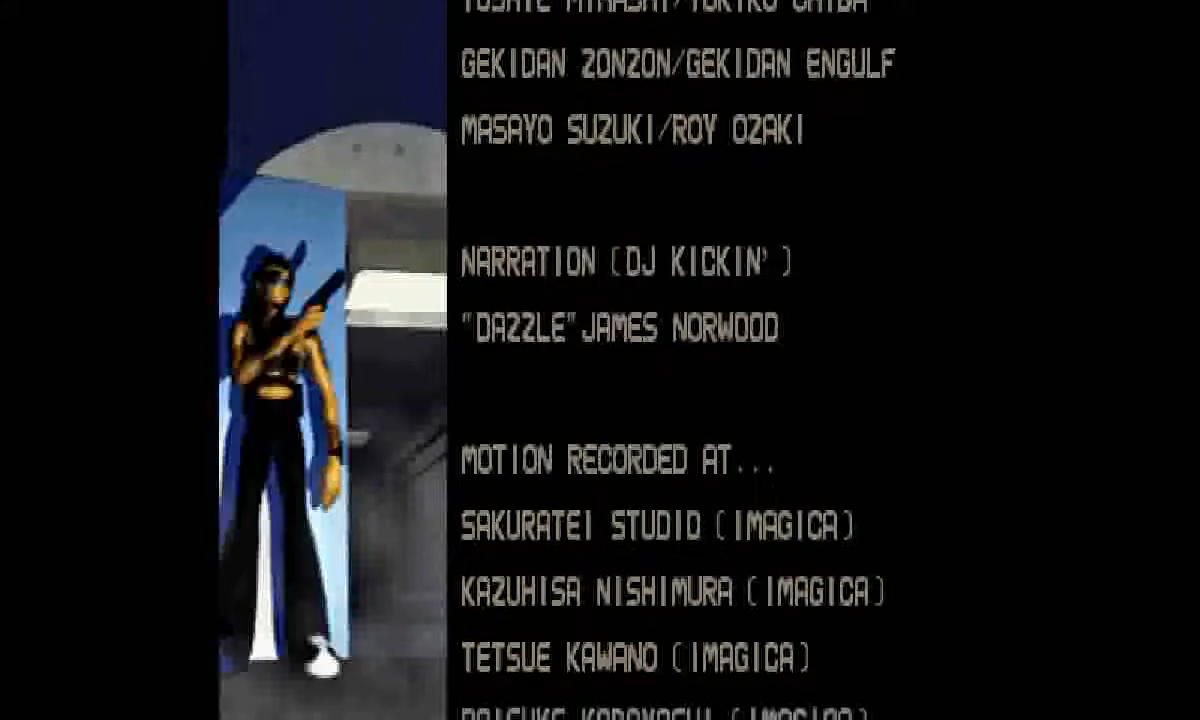 GEKIDAN ZONZON/GEKIDAN ENGULF
MASAYO SUZUKI/ROY OZAKI
NARRATION (DJ KICKIN')
"DAZZLE"JAMES NORWOOD
MOTION RECORDED AT...
SAKURATEI STUDIO (IMAGICA)
KAZUHISA NISHIMURA (IMAGICA)
TETSUE KAWANO (IMAGICA)